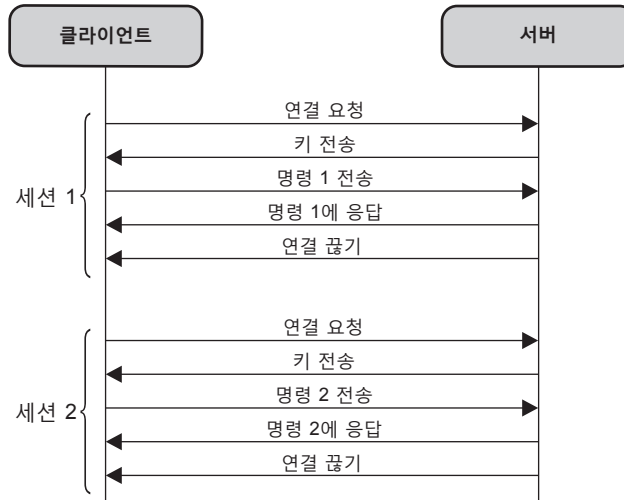 클라이언트
서버
연결 요청
키 전송
명령 1 전송
세션 1
명령 1에 응답
연결 끊기
연결 요청
키 전송
명령 2 전송
세션 2
명령 2에 응답
연결 끊기